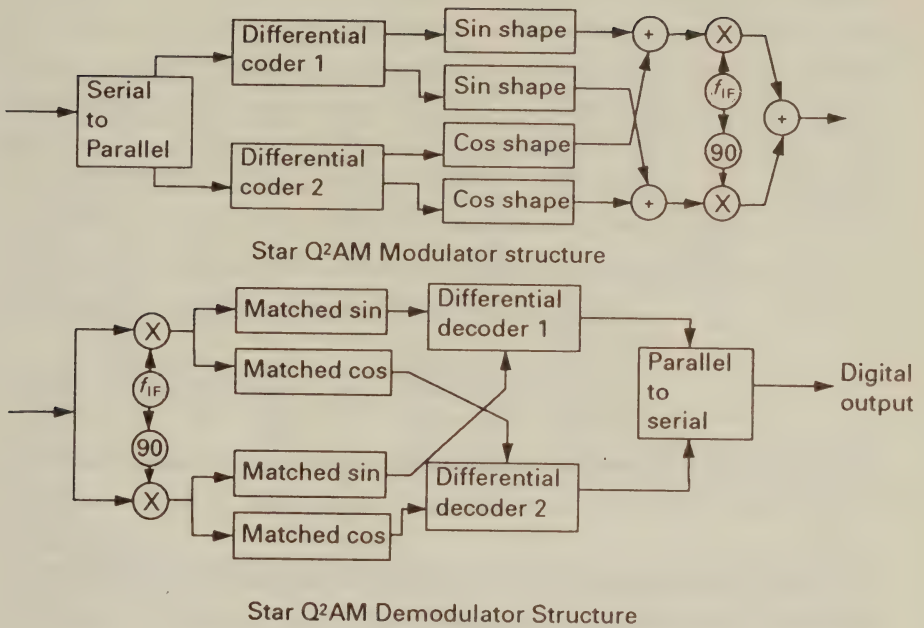 Serial
to
Parallel
Differential
coder 1
Differential
coder 2
Sin shape
Sin shape
Cos shape
Cos shape
+
+
X
f_IF
90
X
+
Star Q²AM Modulator structure
X
f_IF
90
X
Matched sin
Matched cos
Matched sin
Matched cos
Differential
decoder 1
Differential
decoder 2
Parallel
to
serial
Digital
output
Star Q²AM Demodulator Structure